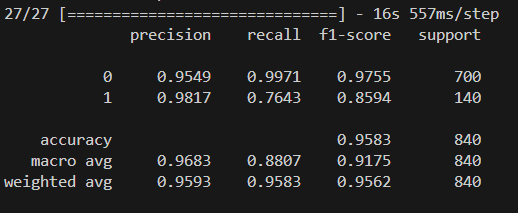 27/27 [==============================] - 16s 557ms/step
precision recall f1-score support
0 0.9549 0.9971 0.9755 700
1 0.9817 0.7643 0.8594 140
accuracy 0.9583 840
macro avg 0.9683 0.8807 0.9175 840
weighted avg 0.9593 0.9583 0.9562 840